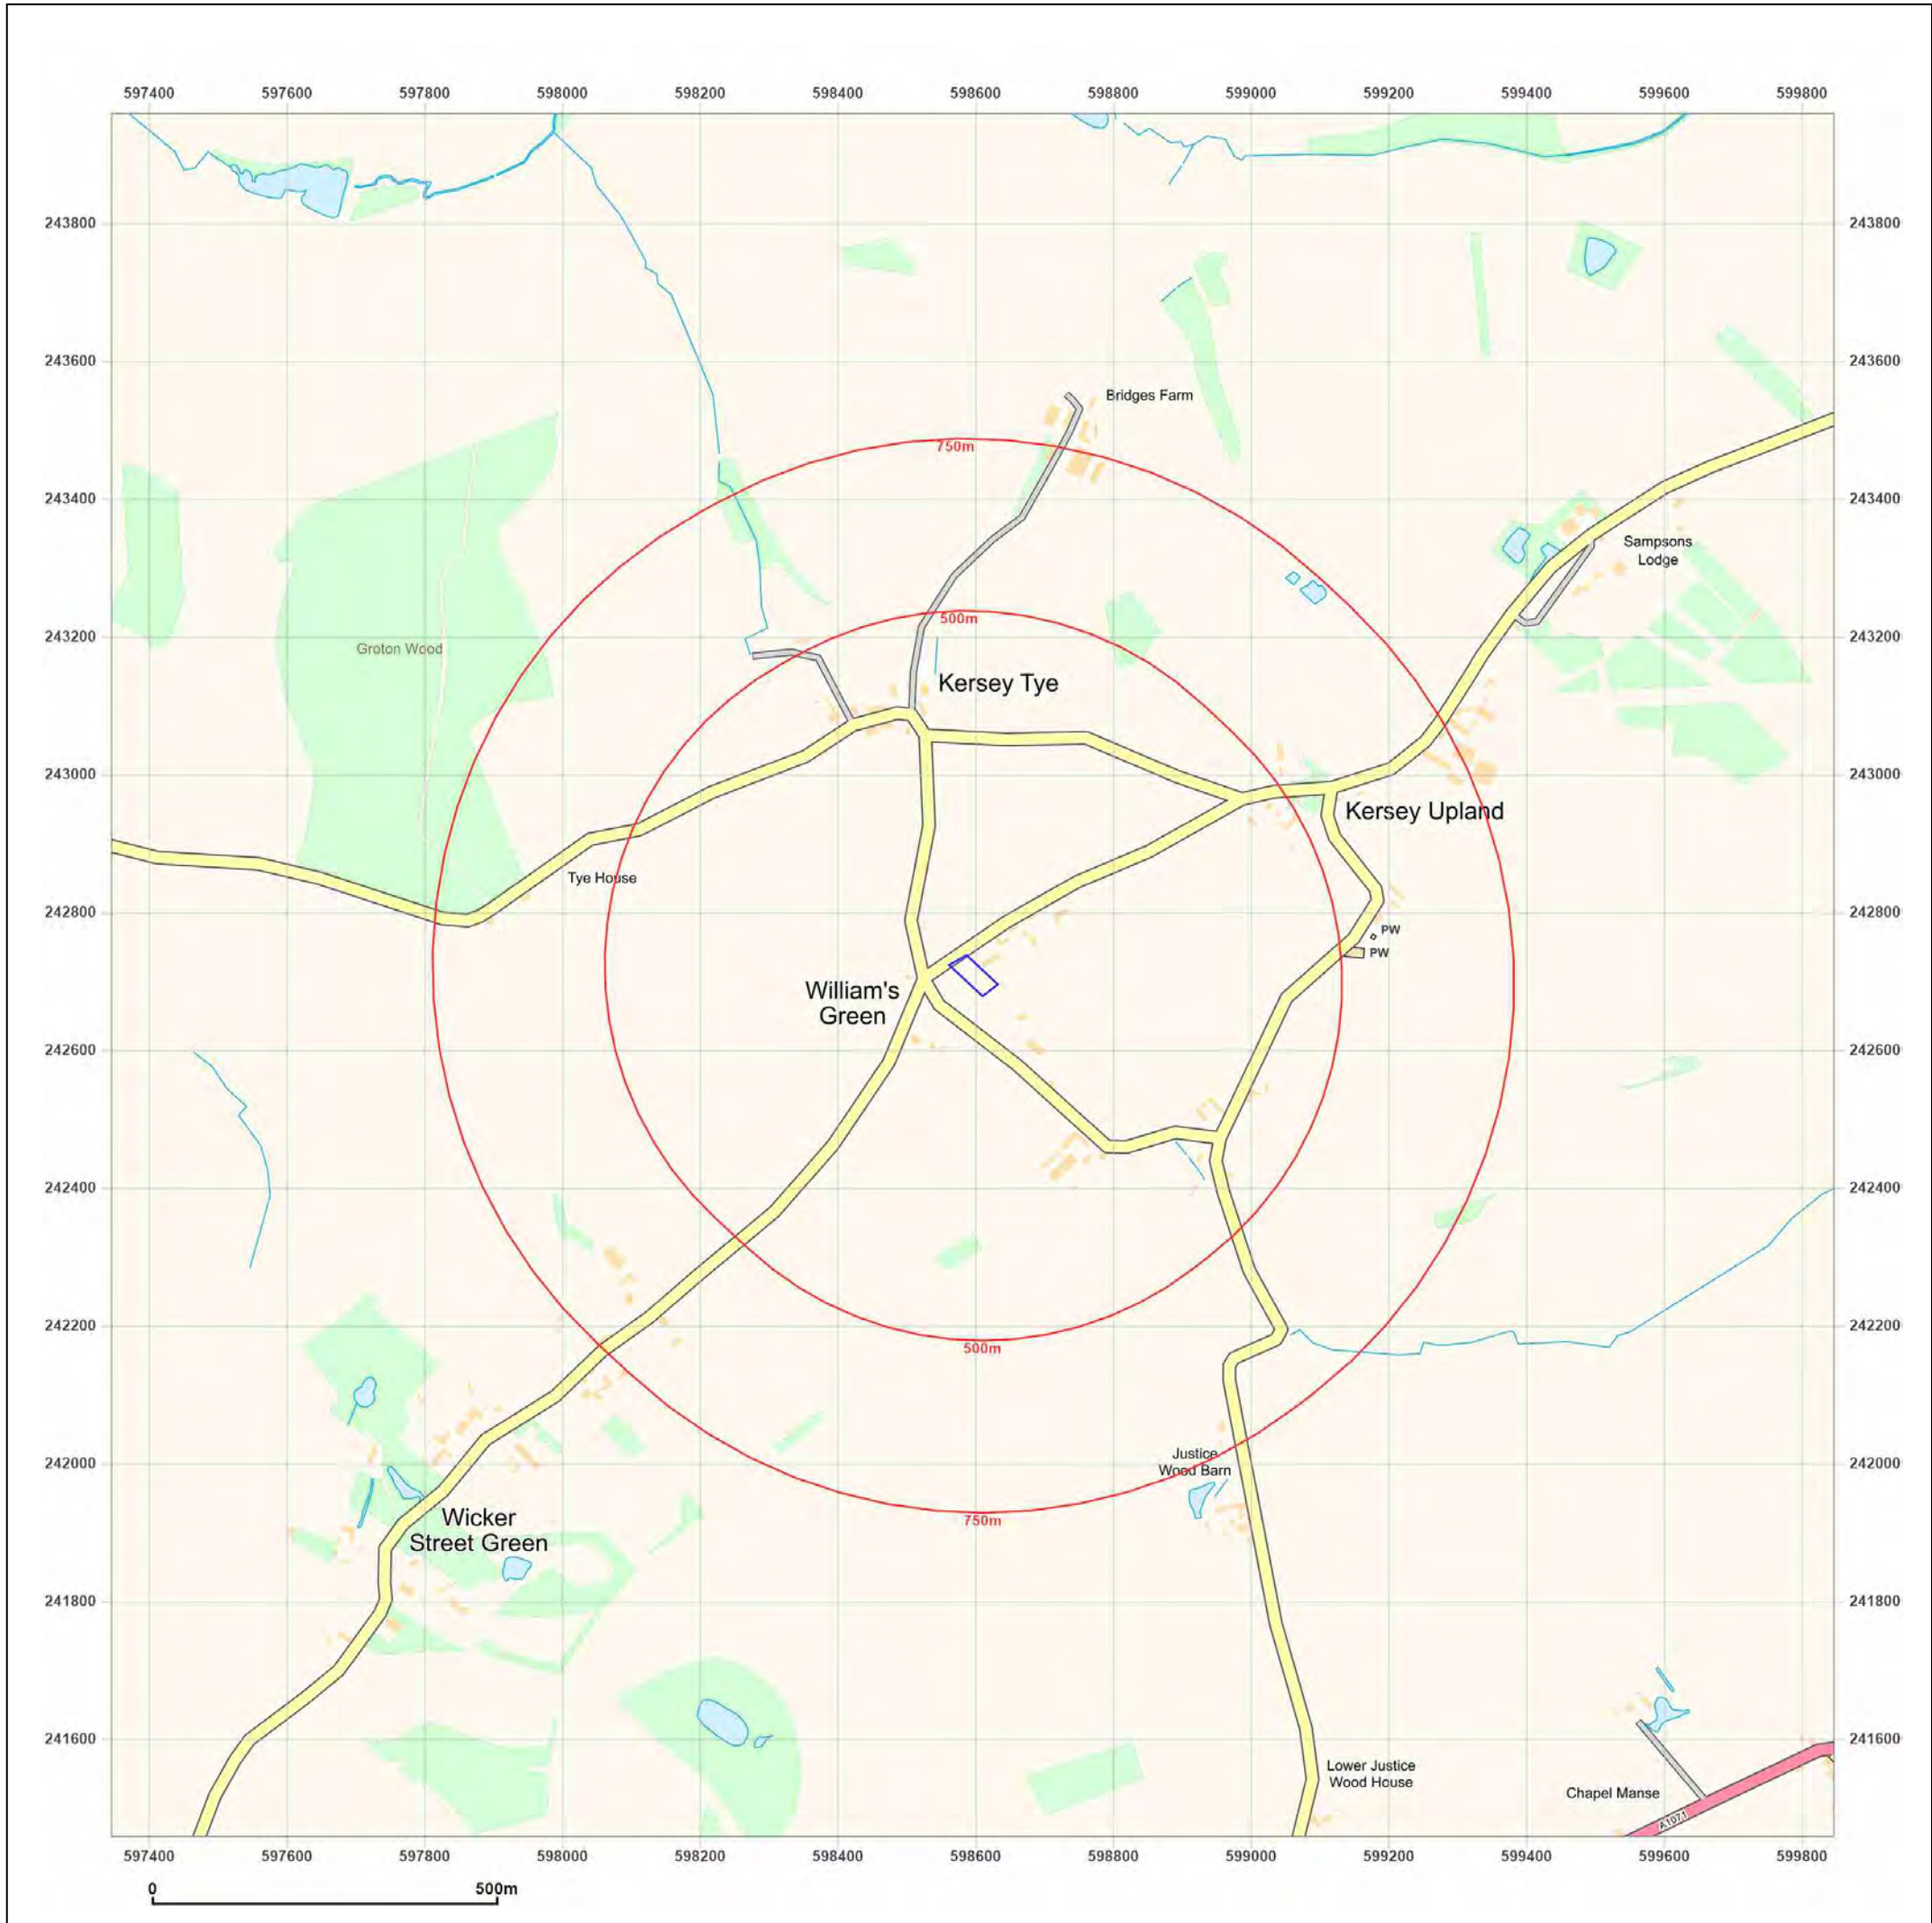 597400 597600 597800 598000 598200 598400 598600 598800 599000 599200 599400 599600 599800
243800 243800
243600 243600
Bridges Farm
750m
243400 243400
Sampsons
Lodge
500m
243200 243200
Groton Wood
Kersey Tye
243000 243000
Kersey Upland
Tye House
242800 242800
PW
PW
William's
Green
242600 242600
242400 242400
242200 242200
500m
Justice
Wood Barn
242000 242000
750m
Wicker
Street Green
241800 241800
241600 241600
Lower Justice
Wood House
Chapel Manse
A1071
597400 597600 597800 598000 598200 598400 598600 598800 599000 599200 599400 599600 599800
0 500m